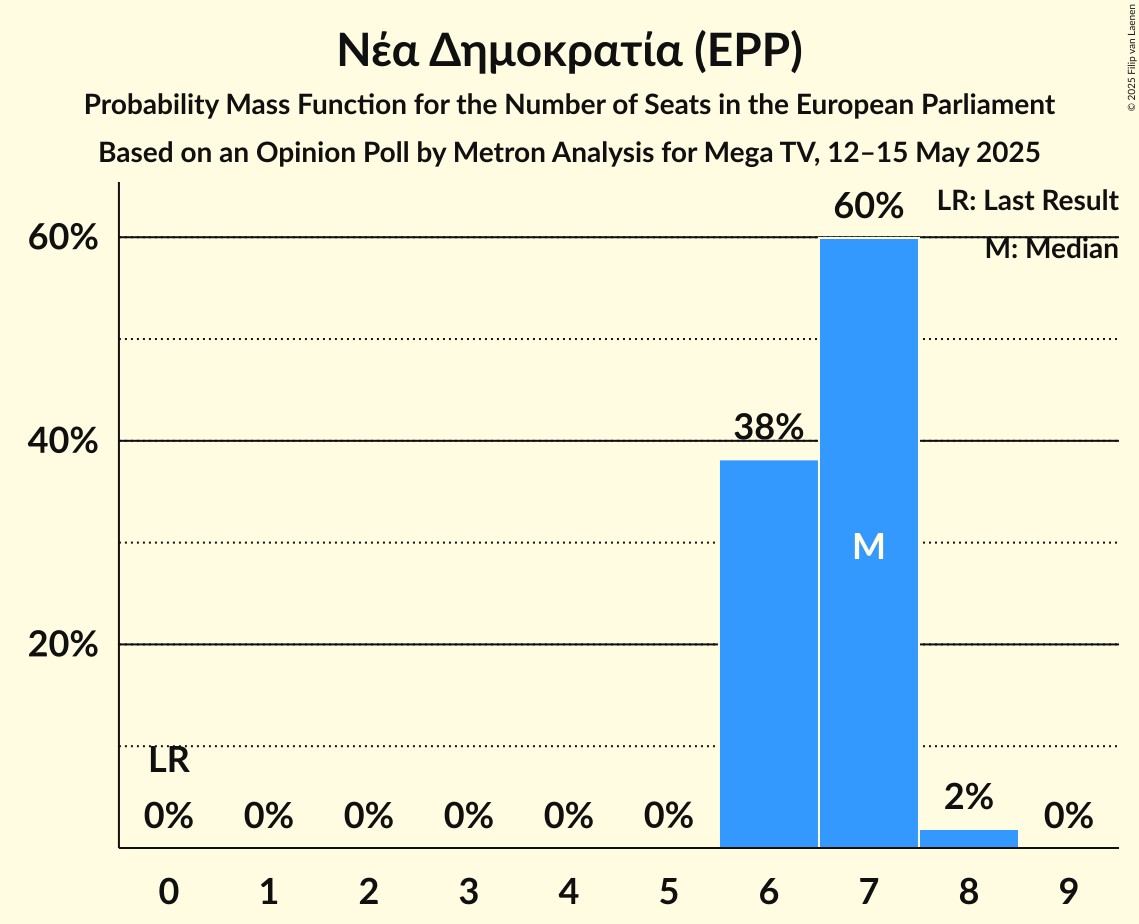 Νέα Δημοκρατία (EPP)
Probability Mass Function for the Number of Seats in the European Parliament
Based on an Opinion Poll by Metron Analysis for Mega TV, 12–15 May 2025
© 2025 Filip van Laenen
LR: Last Result
M: Median
60%
40%
20%
60%
38%
M
LR
0% 0% 0% 0% 0% 0% 2% 0%
0 1 2 3 4 5 6 7 8 9